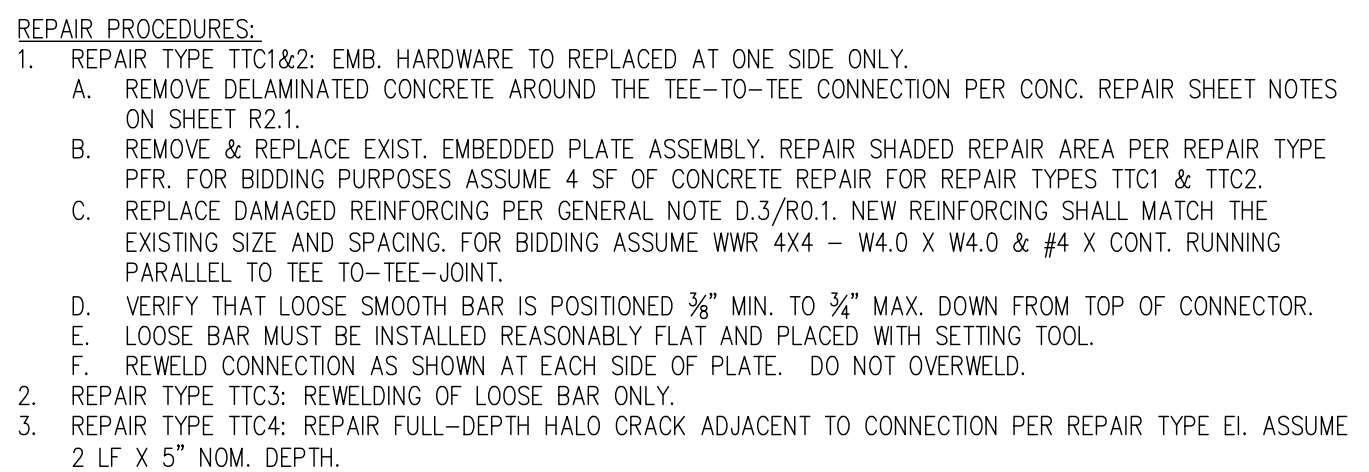 REPAIR PROCEDURES:
1. REPAIR TYPE TTC1&2: EMB. HARDWARE TO REPLACED AT ONE SIDE ONLY.
A. REMOVE DELAMINATED CONCRETE AROUND THE TEE-TO-TEE CONNECTION PER CONC. REPAIR SHEET NOTES
ON SHEET R2.1.
B. REMOVE & REPLACE EXIST. EMBEDDED PLATE ASSEMBLY. REPAIR SHADED REPAIR AREA PER REPAIR TYPE
PFR. FOR BIDDING PURPOSES ASSUME 4 SF OF CONCRETE REPAIR FOR REPAIR TYPES TTC1 & TTC2.
C. REPLACE DAMAGED REINFORCING PER GENERAL NOTE D.3/R0.1. NEW REINFORCING SHALL MATCH THE
EXISTING SIZE AND SPACING. FOR BIDDING ASSUME WWR 4X4 - W4.0 X W4.0 & #4 X CONT. RUNNING
PARALLEL TO TEE TO-TEE-JOINT.
D. VERIFY THAT LOOSE SMOOTH BAR IS POSITIONED ⅜" MIN. TO ¾" MAX. DOWN FROM TOP OF CONNECTOR.
E. LOOSE BAR MUST BE INSTALLED REASONABLY FLAT AND PLACED WITH SETTING TOOL.
F. REWELD CONNECTION AS SHOWN AT EACH SIDE OF PLATE. DO NOT OVERWELD.
2. REPAIR TYPE TTC3: REWELDING OF LOOSE BAR ONLY.
3. REPAIR TYPE TTC4: REPAIR FULL-DEPTH HALO CRACK ADJACENT TO CONNECTION PER REPAIR TYPE EI. ASSUME
2 LF X 5" NOM. DEPTH.